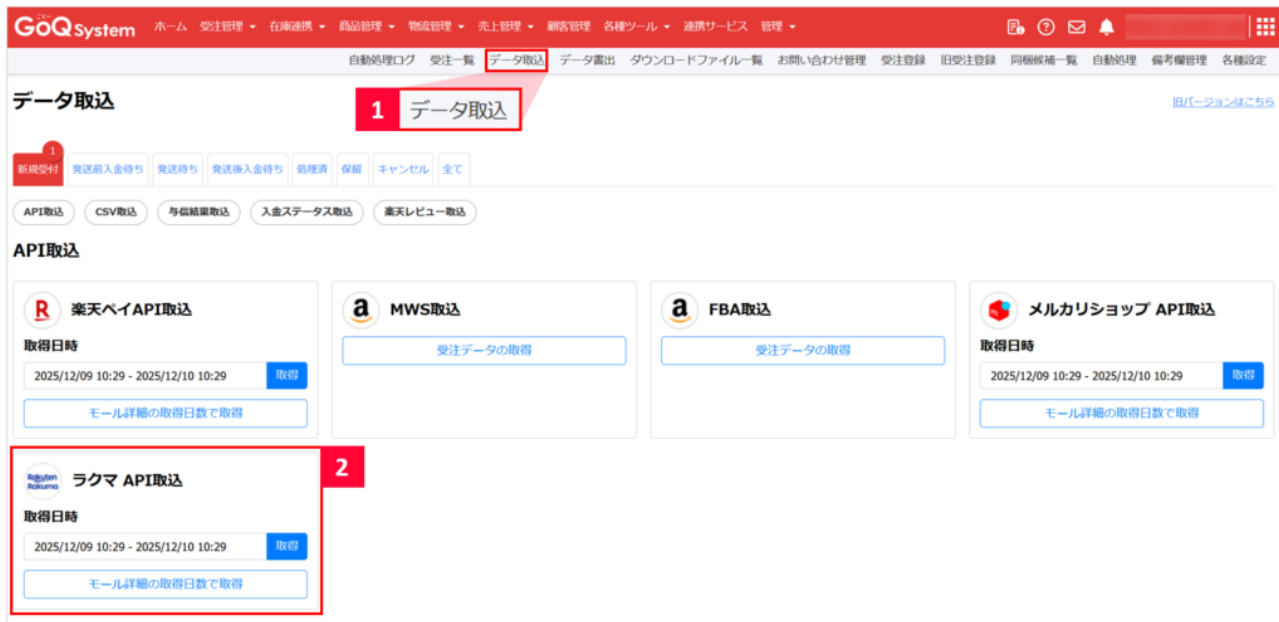 ごくー
GoQSystem ホーム 受注管理 在庫連携 商品管理 物流管理 売上管理 顧客管理 各種ツール 連携サービス 管理
自動処理ログ 受注一覧 データ取込 データ書出 ダウンロードファイル一覧 お問い合わせ管理 受注登録 旧受注登録 同梱候補一覧 自動処理 備考欄管理 各種設定
データ取込
1 データ取込
旧バージョンはこちら
1
新規受付 発送前入金待ち 発送待ち 発送後入金待ち 処理済 保留 キャンセル 全て
API取込 CSV取込 与信結果取込 入金ステータス取込 楽天レビュー取込
API取込
R 楽天ペイAPI取込
取得日時
2025/12/09 10:29 - 2025/12/10 10:29 取得
モール詳細の取得日数で取得
a MWS取込
受注データの取得
a FBA取込
受注データの取得
メルカリショップ API取込
取得日時
2025/12/09 10:29 - 2025/12/10 10:29 取得
モール詳細の取得日数で取得
2
Rakuten
Rakuma
ラクマ API取込
取得日時
2025/12/09 10:29 - 2025/12/10 10:29 取得
モール詳細の取得日数で取得